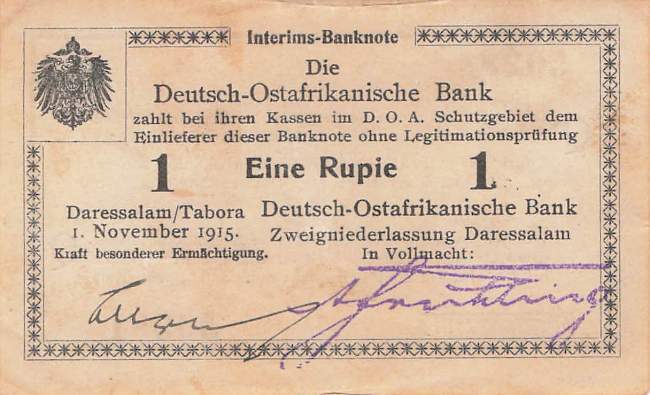 Interims-Banknote
Die
Deutsch-Ostafrikanische Bank
zahlt bei ihren Kassen im D. O. A. Schutzgebiet dem
Einlieferer dieser Banknote ohne Legitimationsprüfung
1 Eine Rupie 1
Daressalam/Tabora
1. November 1915.
Kraft besonderer Ermächtigung.
Deutsch-Ostafrikanische Bank
Zweigniederlassung Daressalam
In Vollmacht: